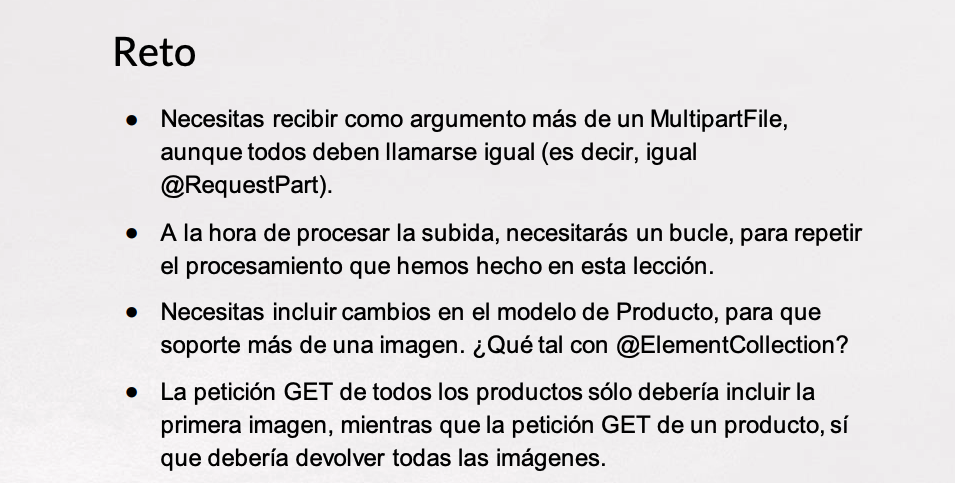 Reto
● Necesitas recibir como argumento más de un MultipartFile,
aunque todos deben llamarse igual (es decir, igual
@RequestPart).
● A la hora de procesar la subida, necesitarás un bucle, para repetir
el procesamiento que hemos hecho en esta lección.
● Necesitas incluir cambios en el modelo de Producto, para que
soporte más de una imagen. ¿Qué tal con @ElementCollection?
● La petición GET de todos los productos sólo debería incluir la
primera imagen, mientras que la petición GET de un producto, sí
que debería devolver todas las imágenes.